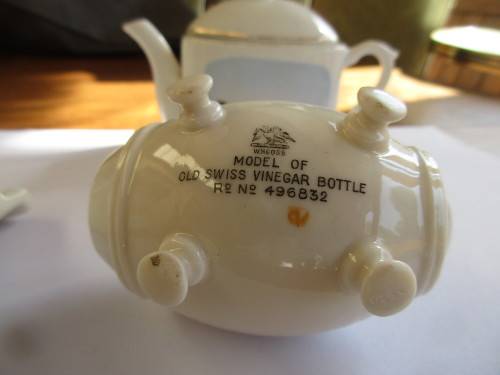 W.H.GOSS
MODEL OF
OLD SWISS VINEGAR BOTTLE
Rᴰ Nº 496832